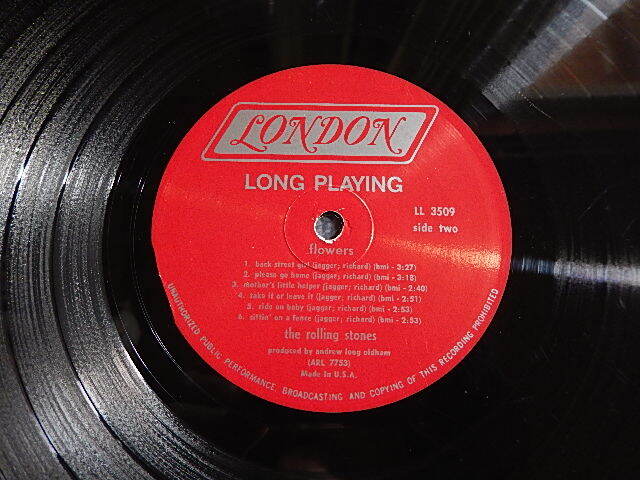 LONDON
LONG PLAYING
LL 3509
side two
flowers
1. back street girl (jagger; richard) (bmi - 3:27)
2. please go home (jagger; richard) (bmi - 3:18)
3. mother's little helper (jagger; richard) (bmi - 2:40)
4. take it or leave it (jagger; richard) (bmi - 2:51)
5. ride on baby (jagger; richard) (bmi - 2:53)
6. sittin' on a fence (jagger; richard) (bmi - 2:53)
the rolling stones
produced by andrew loog oldham
(ARL 7753)
Made In U.S.A.
UNAUTHORIZED PUBLIC PERFORMANCE, BROADCASTING AND COPYING OF THIS RECORDING PROHIBITED